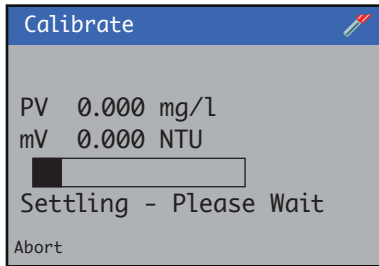 Calibrate
PV 0.000 mg/l
mV 0.000 NTU
Settling - Please Wait
Abort